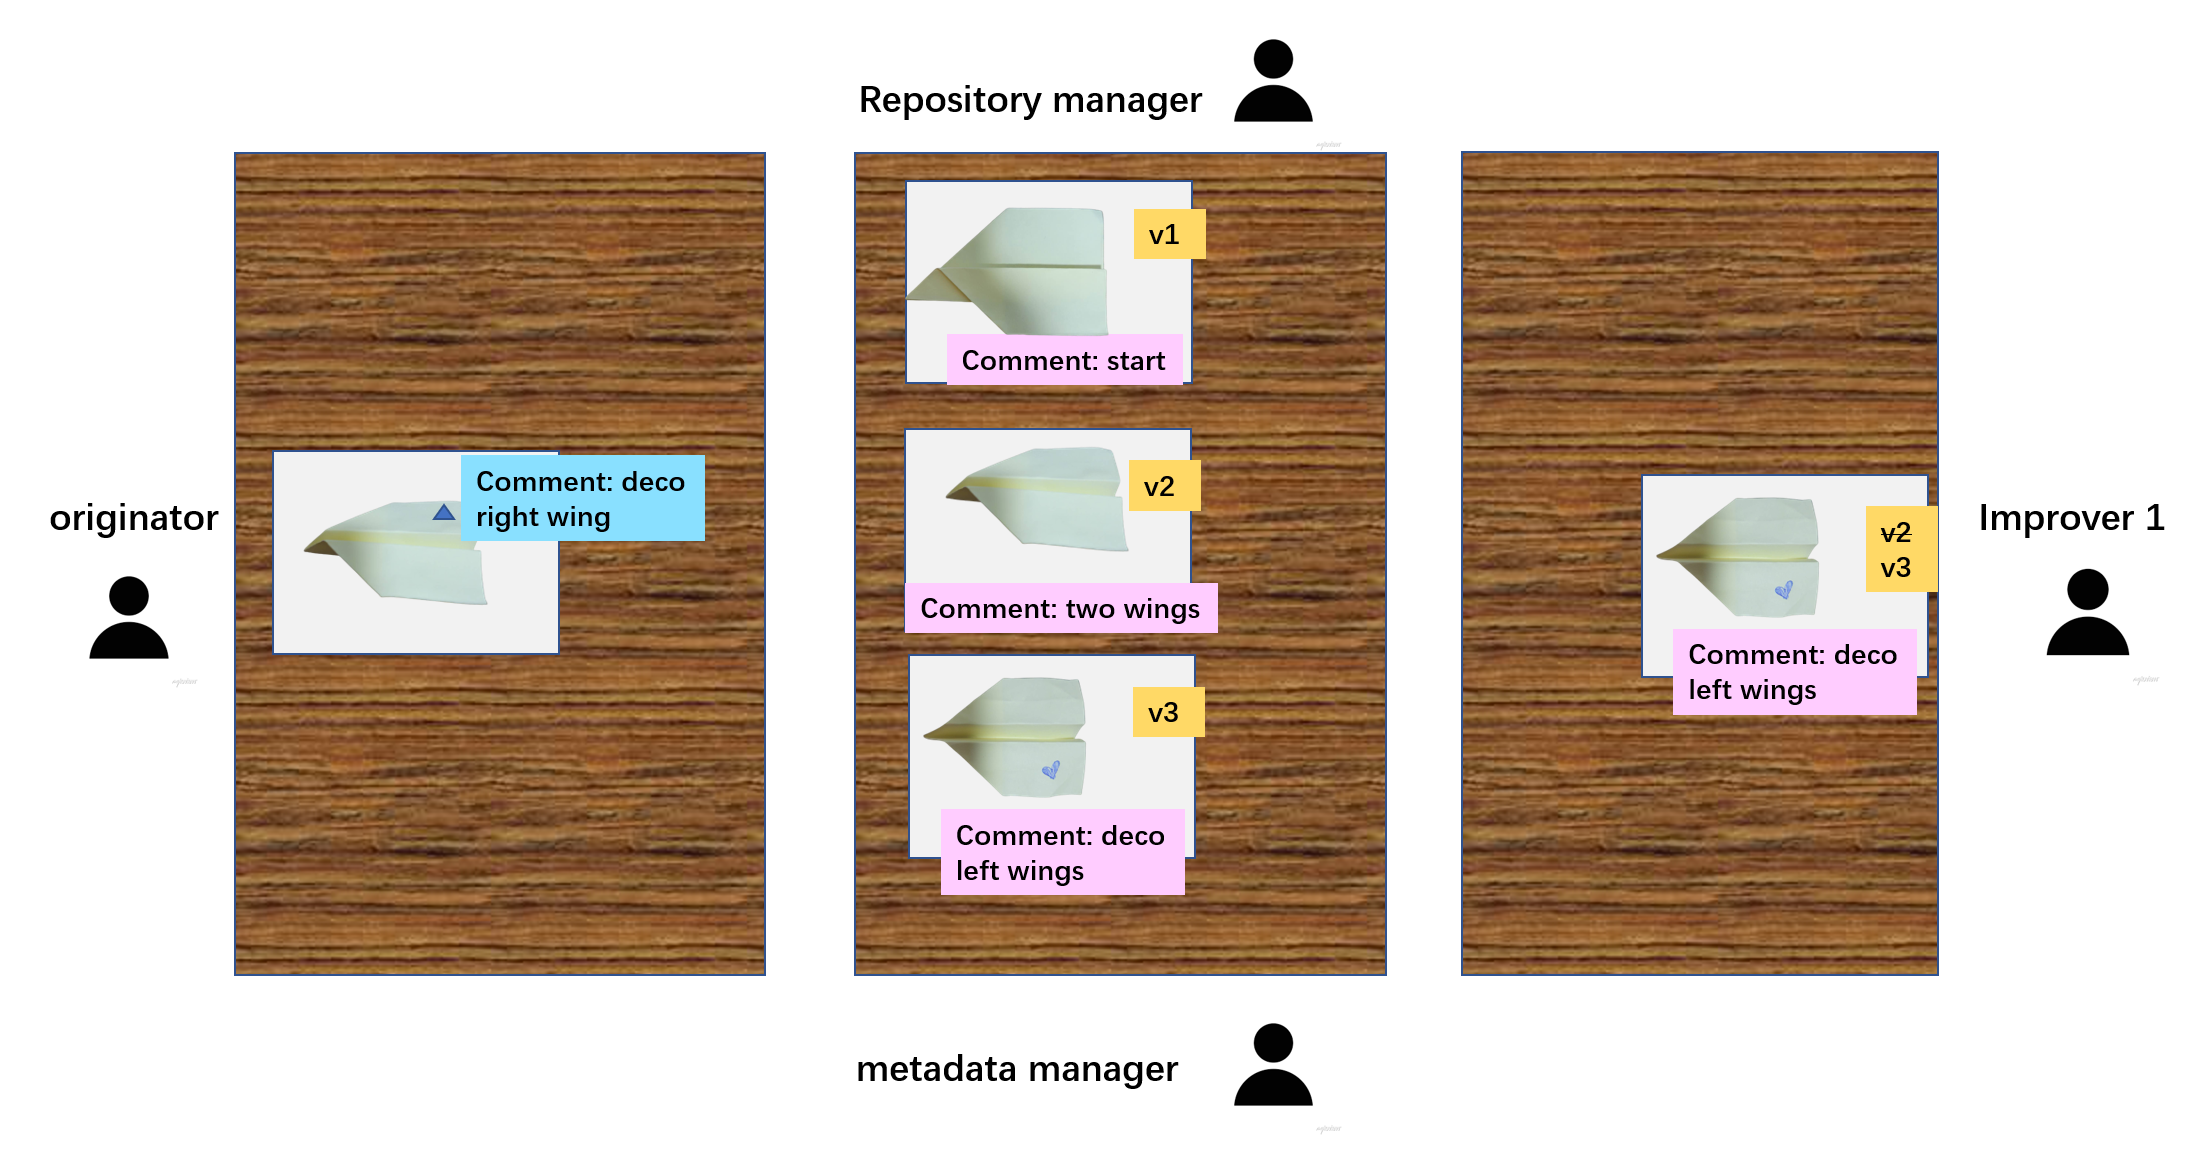 Repository manager
v1
Comment: start
originator
Comment: deco
right wing
v2
Comment: two wings
v3
Comment: deco
left wings
v2
v3
Comment: deco
left wings
Improver 1
metadata manager